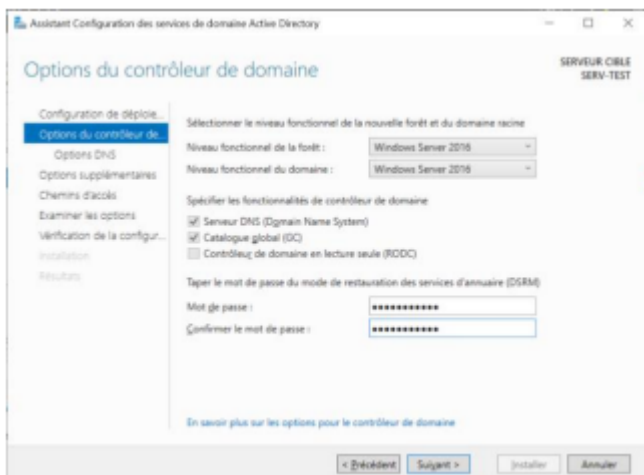 Assistant Configuration des services de domaine Active Directory
Options du contrôleur de domaine
SERVEUR CIBLE
SERV-TEST
Configuration de déploie...
Options du contrôleur de...
Options DNS
Options supplémentaires
Chemins d'accès
Examiner les options
Vérification de la configur...
Installation
Résultats
Sélectionner le niveau fonctionnel de la nouvelle forêt et du domaine racine
Niveau fonctionnel de la forêt :
Windows Server 2016
Niveau fonctionnel du domaine :
Windows Server 2016
Spécifier les fonctionnalités de contrôleur de domaine
Serveur DNS (Domain Name System)
Catalogue global (GC)
Contrôleur de domaine en lecture seule (RODC)
Taper le mot de passe du mode de restauration des services d'annuaire (DSRM)
Mot de passe :
●●●●●●●●●●●
Confirmer le mot de passe :
●●●●●●●●●●●
En savoir plus sur les options pour le contrôleur de domaine
< Précédent
Suivant >
Installer
Annuler